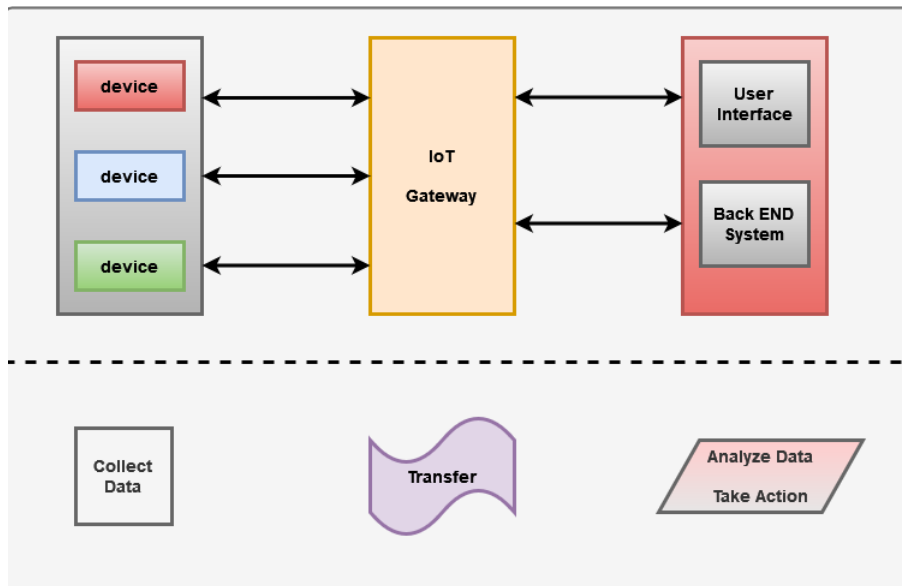 device
device
device
IoT
Gateway
User
Interface
Back END
System
Collect
Data
Transfer
Analyze Data
Take Action